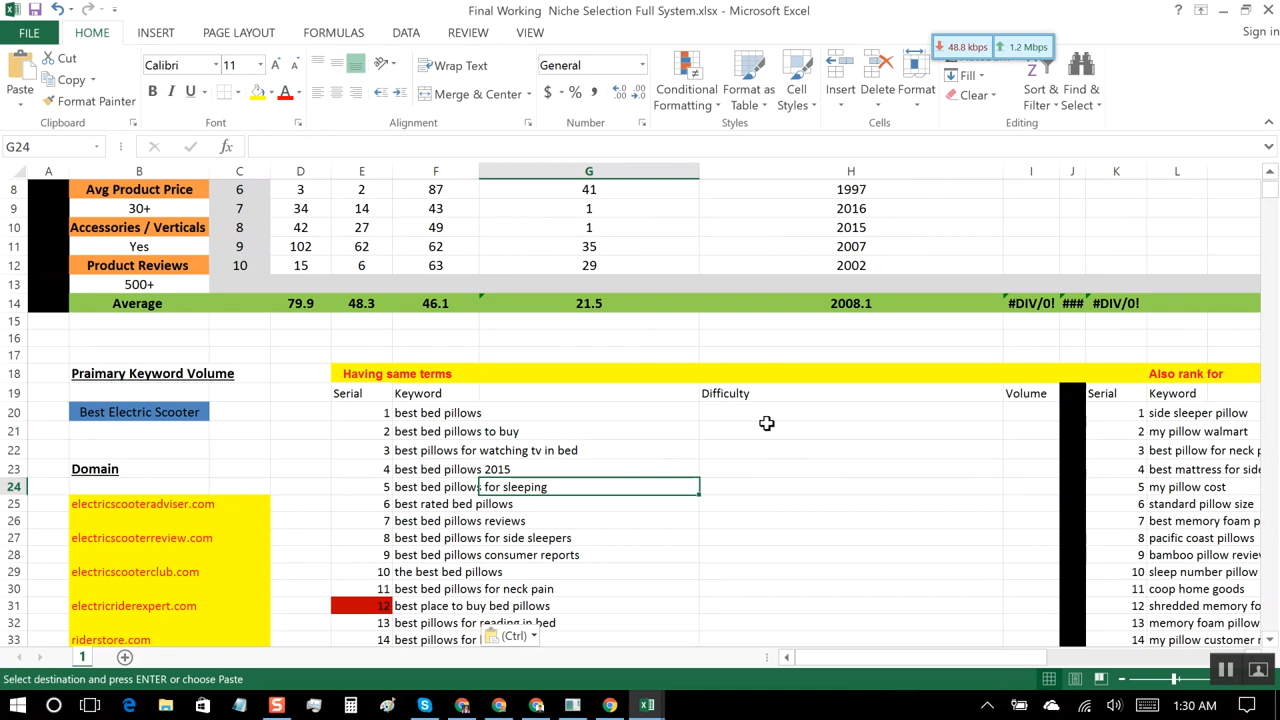 Final Working Niche Selection Full System.xlsx - Microsoft Excel
FILE HOME INSERT PAGE LAYOUT FORMULAS DATA REVIEW VIEW Sign in
48.8 kbps 1.2 Mbps
Paste Cut Copy Format Painter Clipboard
Calibri 11 B I U A Font
Wrap Text Merge & Center Alignment
General $ % , Number
Conditional Formatting Format as Table Cell Styles Styles
Insert Delete Format Cells
Fill Clear Sort & Filter Find & Select Editing
G24 fx
A B C D E F G H I J K L
8 Avg Product Price 6 3 2 87 41 1997
9 30+ 7 34 14 43 1 2016
10 Accessories / Verticals 8 42 27 49 1 2015
11 Yes 9 102 62 62 35 2007
12 Product Reviews 10 15 6 63 29 2002
13 500+
14 Average 79.9 48.3 46.1 21.5 2008.1 #DIV/0! ### #DIV/0!
15
16
17
18 Praimary Keyword Volume Having same terms Also rank for
19 Serial Keyword Difficulty Volume Serial Keyword
20 Best Electric Scooter 1 best bed pillows 1 side sleeper pillow
21 2 best bed pillows to buy 2 my pillow walmart
22 3 best pillows for watching tv in bed 3 best pillow for neck
23 Domain 4 best bed pillows 2015 4 best mattress for side
24 5 best bed pillows for sleeping 5 my pillow cost
25 electricscooteradviser.com 6 best rated bed pillows 6 standard pillow size
26 7 best bed pillows reviews 7 best memory foam
27 electricscooterreview.com 8 best bed pillows for side sleepers 8 pacific coast pillows
28 9 best bed pillows consumer reports 9 bamboo pillow review
29 electricscooterclub.com 10 the best bed pillows 10 sleep number pillow
30 11 best bed pillows for neck pain 11 coop home goods
31 electricriderexpert.com 12 best place to buy bed pillows 12 shredded memory
32 13 best pillows for reading in bed 13 memory foam pillow
33 riderstore.com 14 best pillows for 14 my pillow customer
(Ctrl)
1
Select destination and press ENTER or choose Paste
1:30 AM